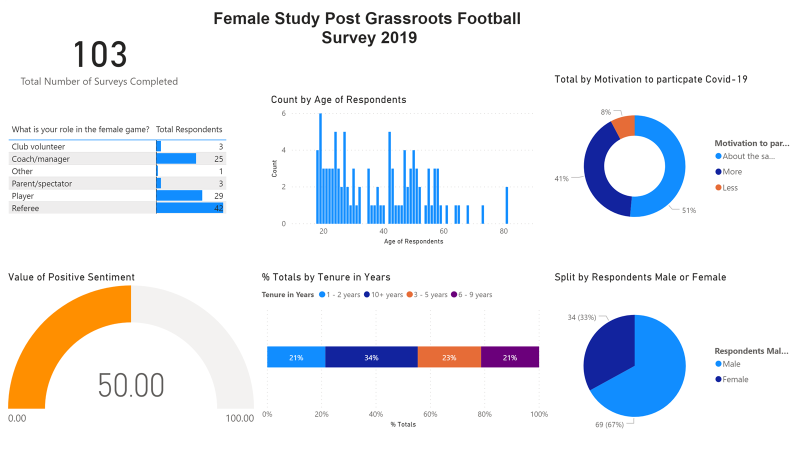 Female Study Post Grassroots Football
Survey 2019
103
Total Number of Surveys Completed
What is your role in the female game? Total Respondents
Club volunteer 3
Coach/manager 25
Other 1
Parent/spectator 3
Player 29
Referee 42
Count by Age of Respondents
6
4
2
0
Count
20 40 60 80
Age of Respondents
Total by Motivation to particpate Covid-19
8%
41%
51%
Motivation to par...
About the sa...
More
Less
Value of Positive Sentiment
50.00
0.00 100.00
% Totals by Tenure in Years
Tenure in Years 1 - 2 years 10+ years 3 - 5 years 6 - 9 years
21% 34% 23% 21%
0% 20% 40% 60% 80% 100%
% Totals
Split by Respondents Male or Female
34 (33%)
69 (67%)
Respondents Mal...
Male
Female